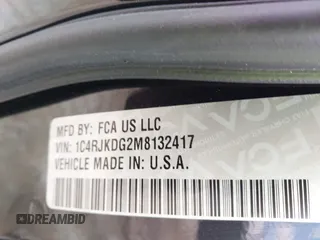 MFD BY: FCA US LLC
VIN: 1C4RJKDG2M8132417
VEHICLE MADE IN: U.S.A.
DREAMBID